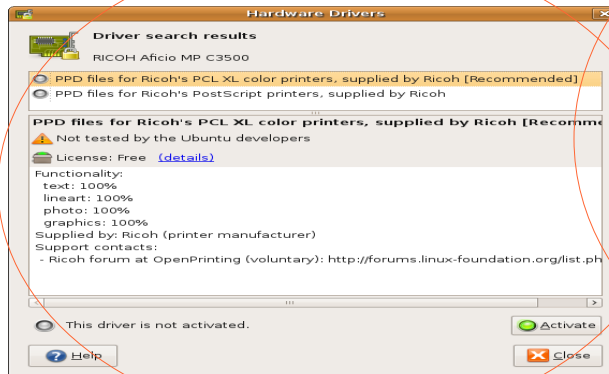 Hardware Drivers
Driver search results
RICOH Aficio MP C3500
PPD files for Ricoh's PCL XL color printers, supplied by Ricoh [Recommended]
PPD files for Ricoh's PostScript printers, supplied by Ricoh
PPD files for Ricoh's PCL XL color printers, supplied by Ricoh [Recomme
Not tested by the Ubuntu developers
License: Free (details)
Functionality:
text: 100%
lineart: 100%
photo: 100%
graphics: 100%
Supplied by: Ricoh (printer manufacturer)
Support contacts:
- Ricoh forum at OpenPrinting (voluntary): http://forums.linux-foundation.org/list.ph
This driver is not activated.
Activate
Help
Close